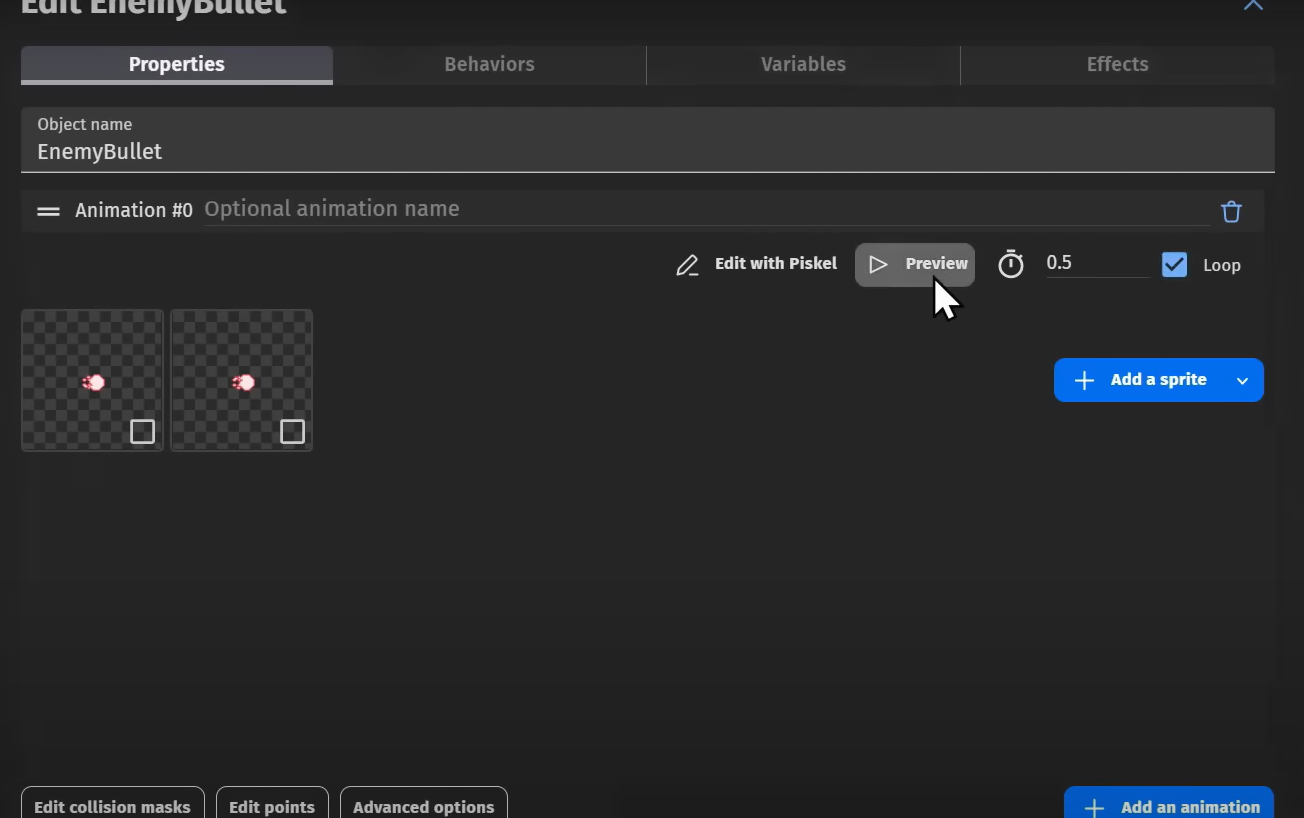 Edit EnemyBullet
Properties
Behaviors
Variables
Effects
Object name
EnemyBullet
Animation #0 Optional animation name
Edit with Piskel
Preview
0.5
Loop
Add a sprite
Edit collision masks
Edit points
Advanced options
Add an animation